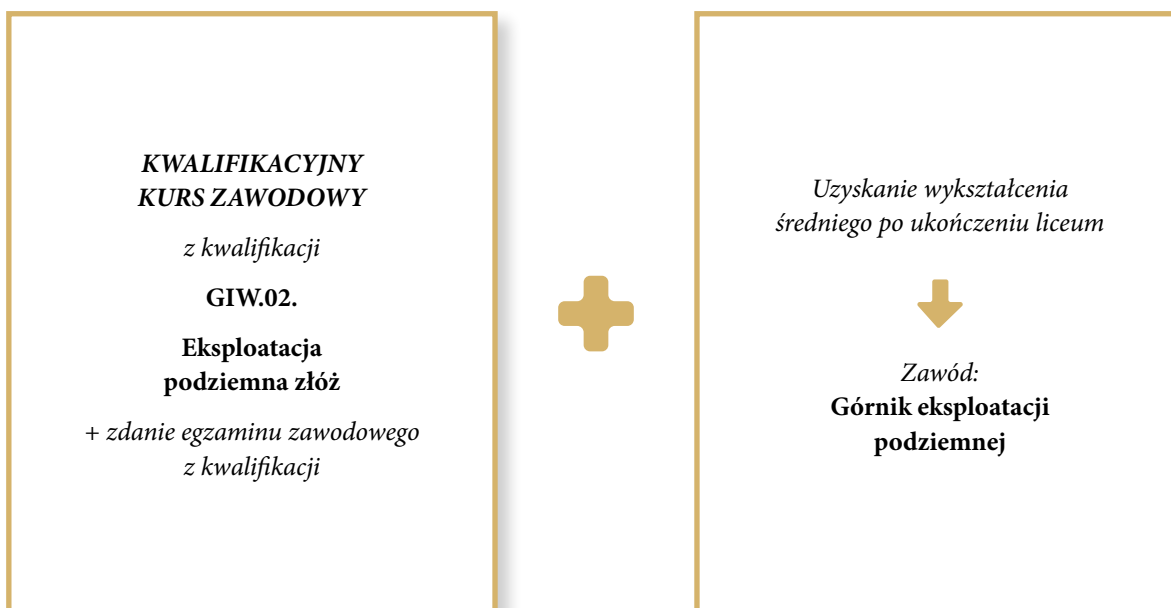 KWALIFIKACYJNY
KURS ZAWODOWY
z kwalifikacji
GIW.02.
Eksploatacja
podziemna złóż
+ zdanie egzaminu zawodowego
z kwalifikacji
Uzyskanie wykształcenia
średniego po ukończeniu liceum
Zawód:
Górnik eksploatacji
podziemnej